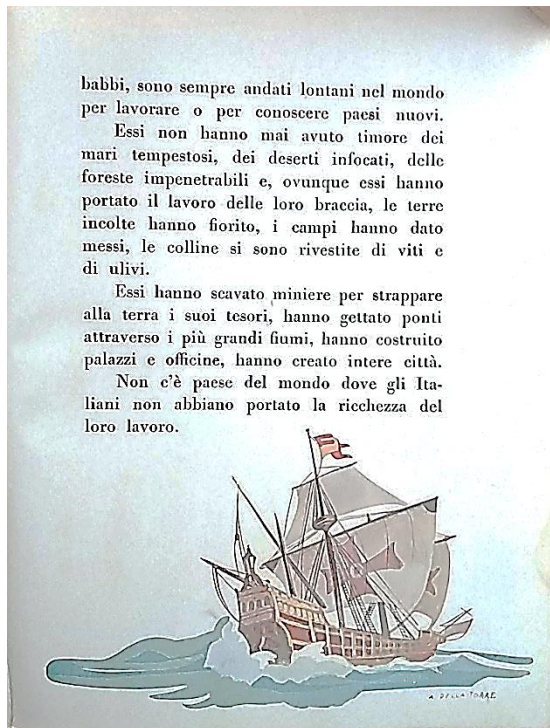 babbi, sono sempre andati lontani nel mondo
per lavorare o per conoscere paesi nuovi.
Essi non hanno mai avuto timore dei
mari tempestosi, dei deserti infocati, delle
foreste impenetrabili e, ovunque essi hanno
portato il lavoro delle loro braccia, le terre
incolte hanno fiorito, i campi hanno dato
messi, le colline si sono rivestite di viti e
di ulivi.
Essi hanno scavato miniere per strappare
alla terra i suoi tesori, hanno gettato ponti
attraverso i più grandi fiumi, hanno costruito
palazzi e officine, hanno creato intere città.
Non c'è paese del mondo dove gli Ita-
liani non abbiano portato la ricchezza del
loro lavoro.
A DELLA TORRE